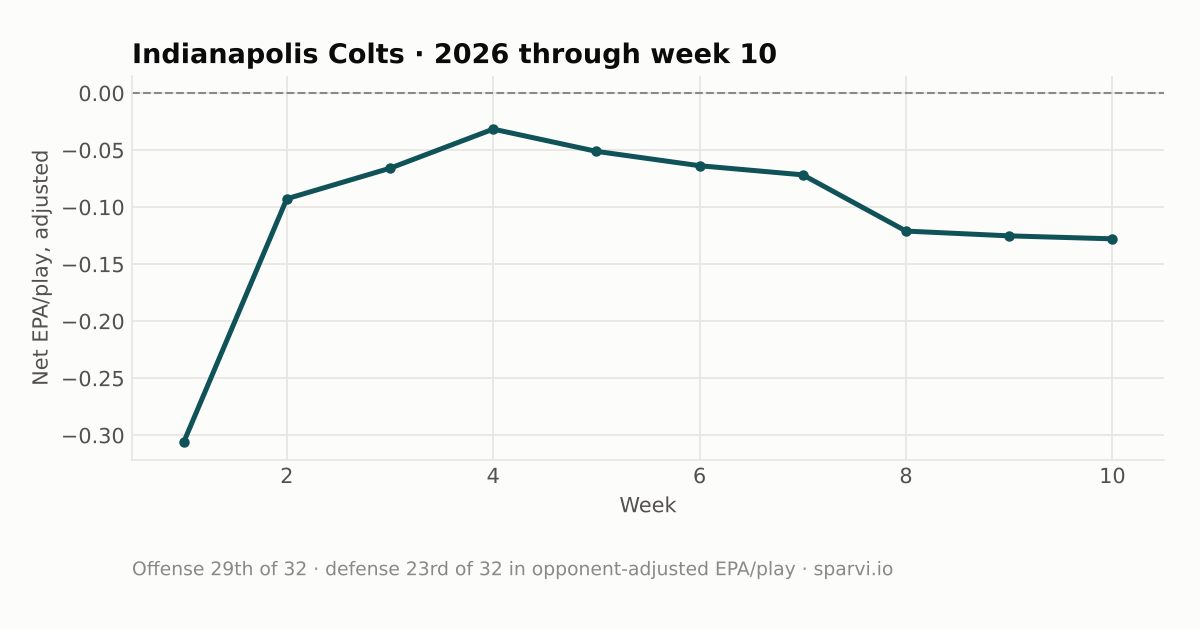 Indianapolis Colts · 2026 through week 10
0.00
−0.05
−0.10
−0.15
−0.20
−0.25
−0.30
Net EPA/play, adjusted
2 4 6 8 10
Week
Offense 29th of 32 · defense 23rd of 32 in opponent-adjusted EPA/play · sparvi.io